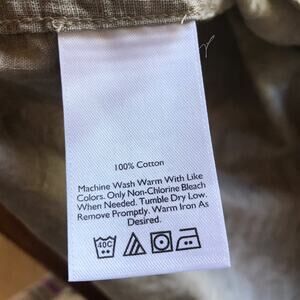 100% Cotton
Machine Wash Warm With Like
Colors. Only Non-Chlorine Bleach
When Needed. Tumble Dry Low.
Remove Promptly. Warm Iron As
Desired.
40C